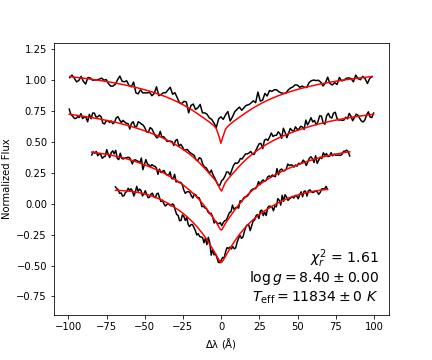 1.25
1.00
0.75
0.50
0.25
0.00
−0.25
−0.50
−0.75
Normalized Flux
χ²ᵣ = 1.61
log g = 8.40 ± 0.00
T_eff = 11834 ± 0 K
−100 −75 −50 −25 0 25 50 75 100
Δλ (Å)